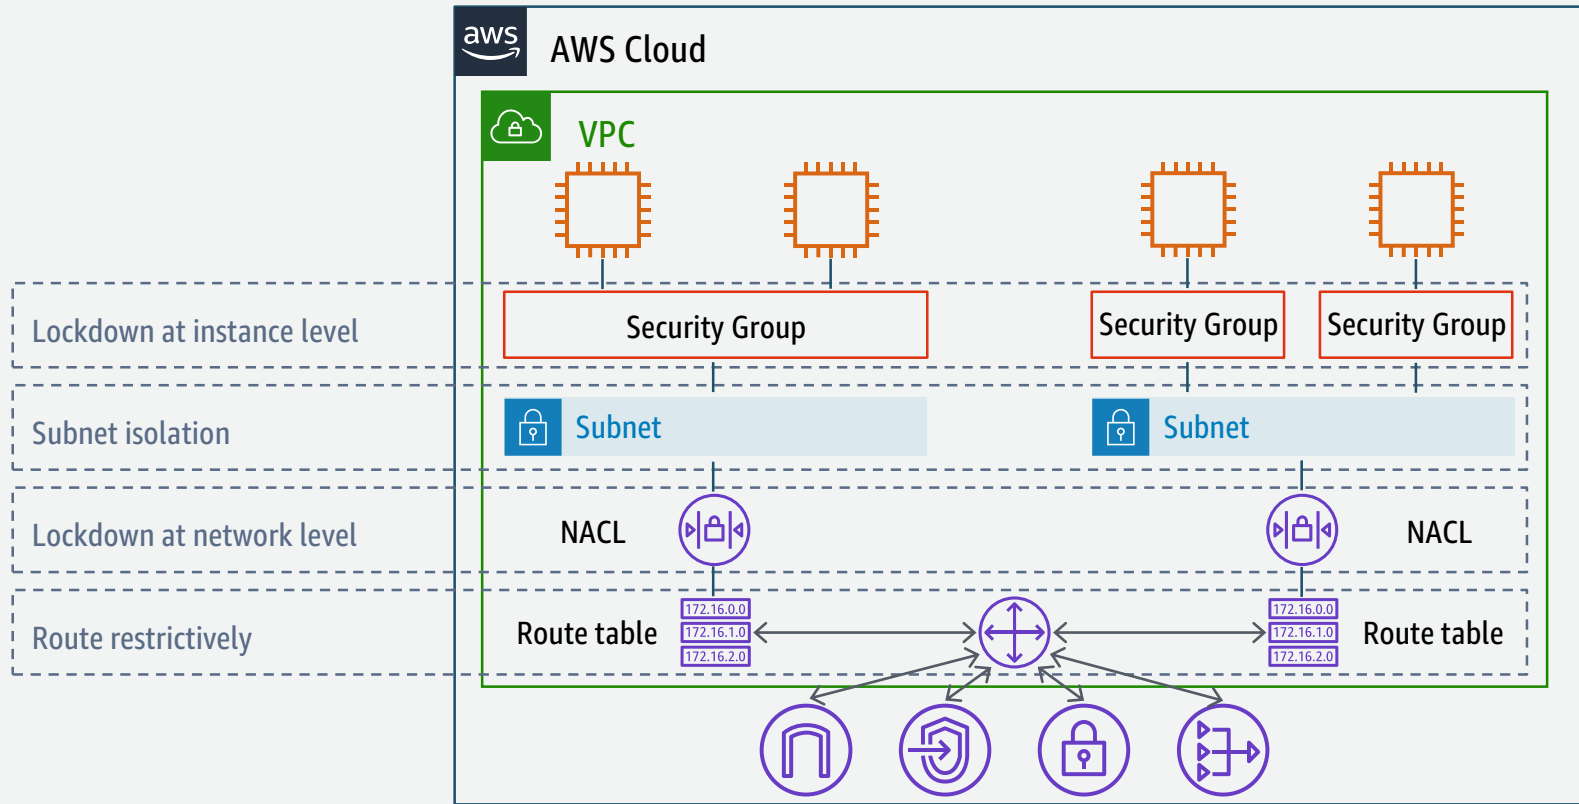 aws
AWS Cloud
VPC
Lockdown at instance level
Security Group
Security Group
Security Group
Subnet isolation
Subnet
Subnet
Lockdown at network level
NACL
NACL
Route restrictively
Route table
172.16.0.0
172.16.1.0
172.16.2.0
172.16.0.0
172.16.1.0
172.16.2.0
Route table